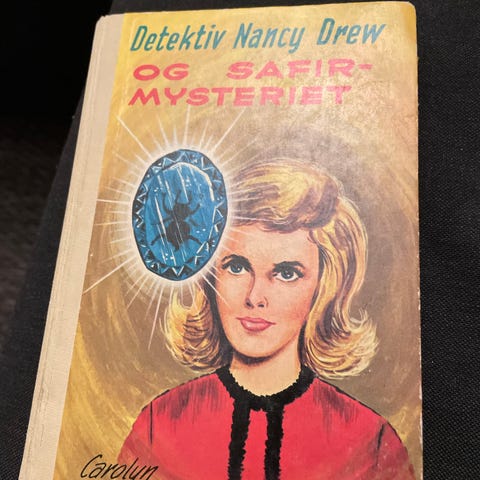 Detektiv Nancy Drew
OG SAFIR-
MYSTERIET
Carolyn